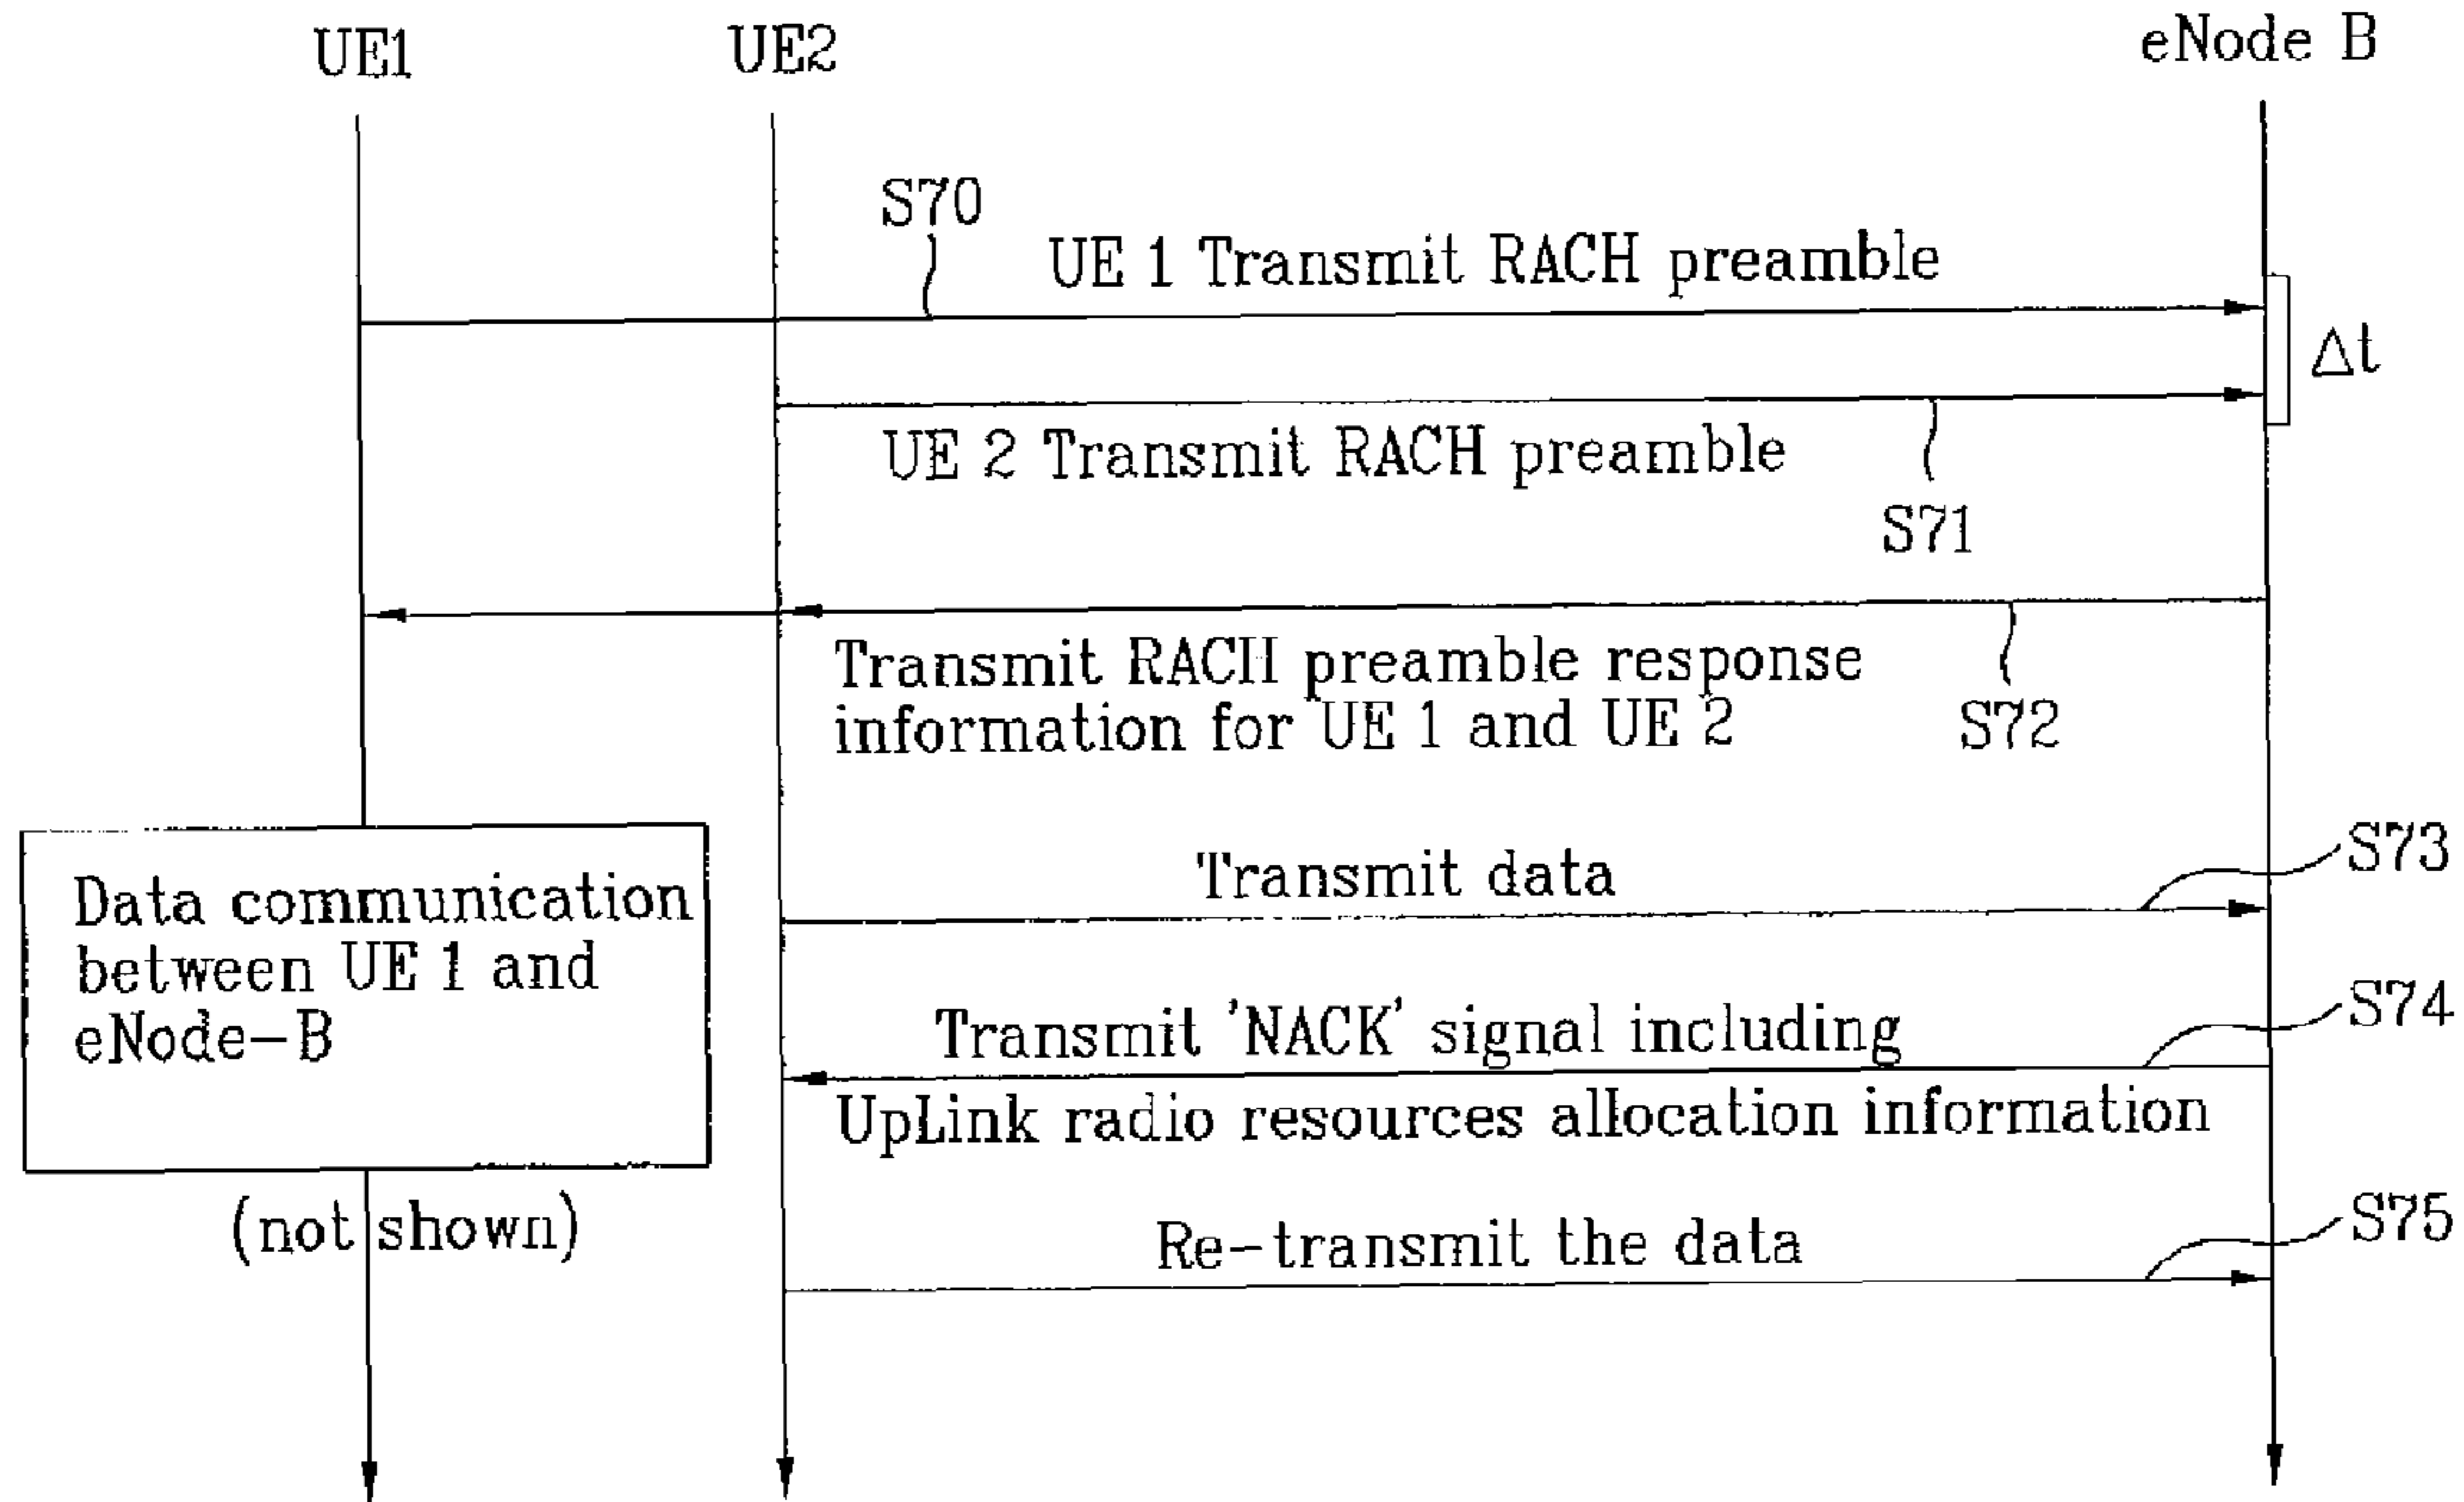 UE1
UE2
eNode B
S70
UE 1 Transmit RACH preamble
Δt
UE 2 Transmit RACH preamble
S71
Transmit RACH preamble response
information for UE 1 and UE 2
S72
S73
Transmit data
Data communication
between UE 1 and
eNode-B
S74
Transmit 'NACK' signal including
UpLink radio resources allocation information
(not shown)
S75
Re-transmit the data